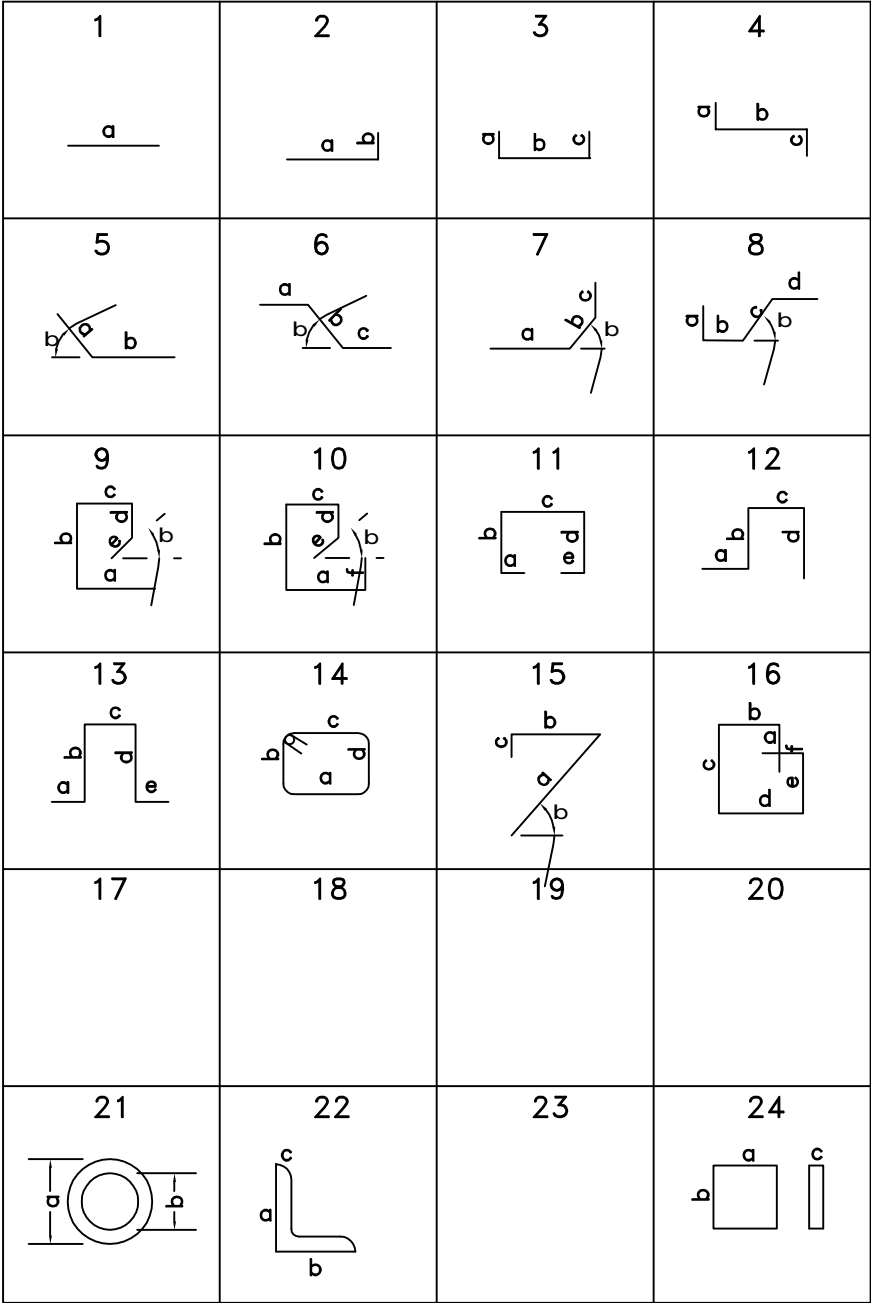 1 2 3 4
a
a b
a b c
a b c
5 6 7 8
b a b
a b b c
a b c b
a b c d b
9 10 11 12
c b d e a b
c b d e a f b
c b d a e
c b d a
13 14 15 16
c b d a e
c b b d a
b c a b
b a f c e d
17 18 19 20
21 22 23 24
a b
c a b
a c b